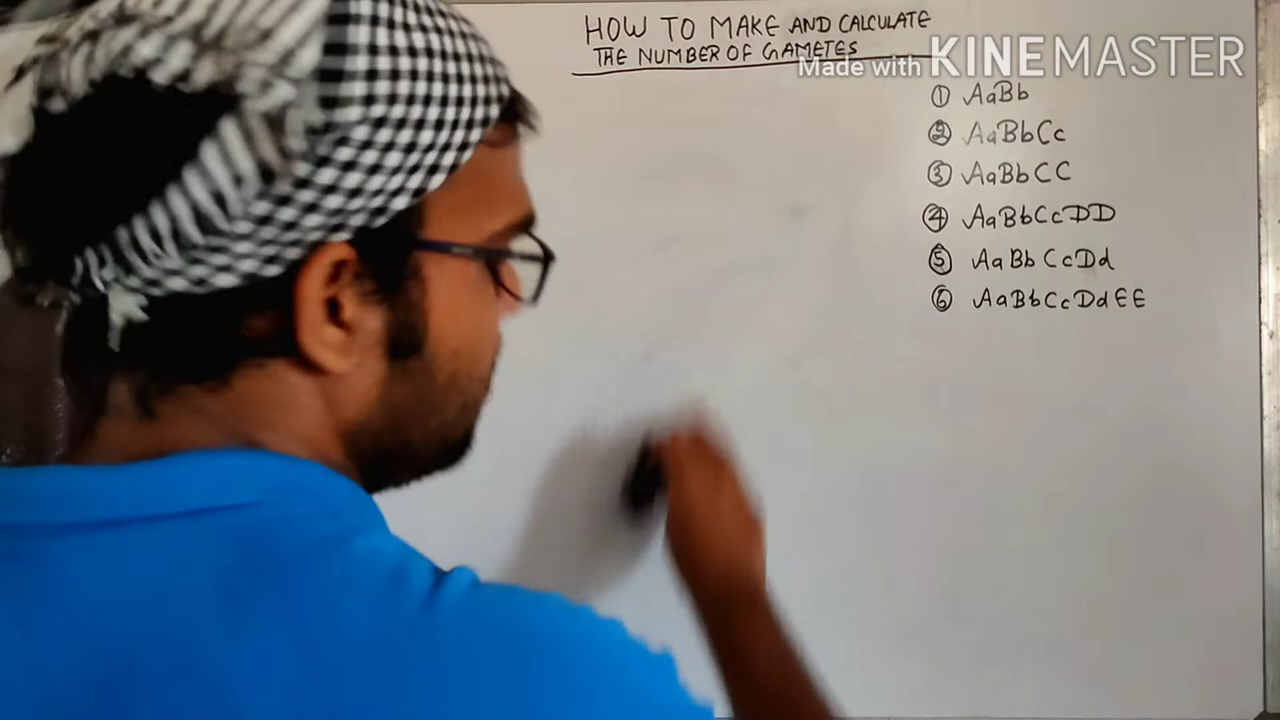 HOW TO MAKE AND CALCULATE
THE NUMBER OF GAMETES
Made with KINEMASTER
① AaBb
② AaBbCc
③ AaBbCC
④ AaBbCcDD
⑤ AaBbCcDd
⑥ AaBbCcDdEE